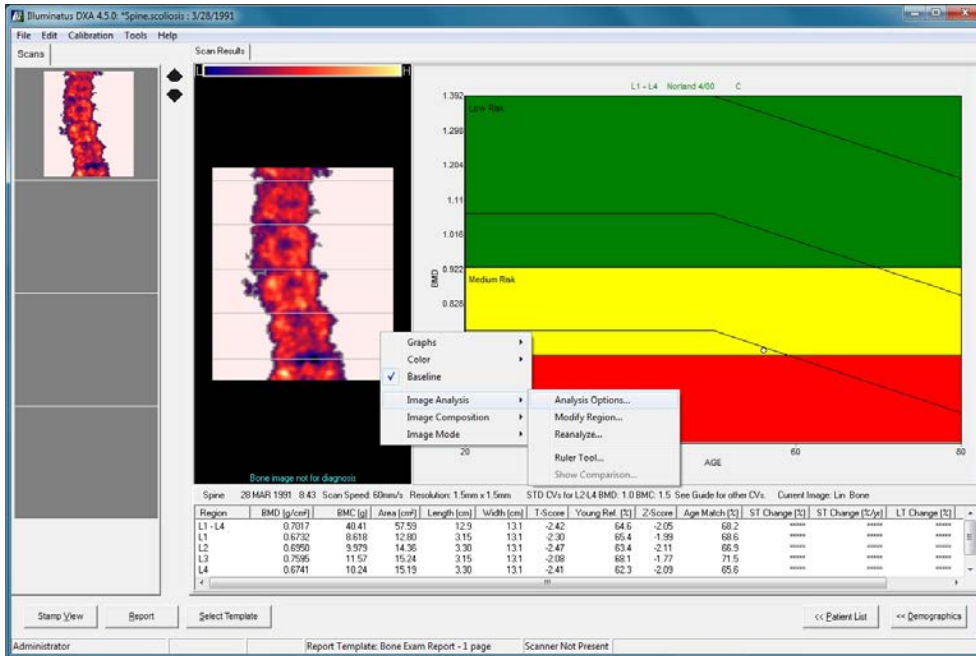 Illuminatus DXA 4.5.0: *Spine.scoliosis : 3/28/1991
File Edit Calibration Tools Help
Scans
Scan Results
L H
L1 - L4 Norland 4/00 C
1.392
1.298
1.204
1.11
1.016
0.922
0.828
BMD
Low Risk
Medium Risk
20 60 80
AGE
Graphs
Color
Baseline
Image Analysis
Image Composition
Image Mode
Analysis Options...
Modify Region...
Reanalyze...
Ruler Tool...
Show Comparison...
Bone image not for diagnosis
Spine 28 MAR 1991 8:43 Scan Speed: 60mm/s Resolution: 1.5mm x 1.5mm STD CVs for L2-L4 BMD: 1.0 BMC: 1.5 See Guide for other CVs. Current Image: Lin Bone
Region BMD [g/cm²] BMC [g] Area [cm²] Length [cm] Width [cm] T-Score Young Ref. [%] Z-Score Age Match [%] ST Change [%] ST Change [%/yr] LT Change [%]
L1 - L4 0.7017 40.41 57.59 12.9 13.1 -2.42 64.6 -2.05 68.2 ***** ***** *****
L1 0.6732 8.618 12.80 3.15 13.1 -2.30 65.4 -1.99 68.6 ***** ***** *****
L2 0.6950 9.979 14.36 3.30 13.1 -2.47 63.4 -2.11 66.9 ***** ***** *****
L3 0.7595 11.57 15.24 3.15 13.1 -2.08 68.1 -1.77 71.5 ***** ***** *****
L4 0.6741 10.24 15.19 3.30 13.1 -2.41 62.3 -2.09 65.6 ***** ***** *****
Stamp View Report Select Template << Patient List << Demographics
Administrator Report Template: Bone Exam Report - 1 page Scanner Not Present